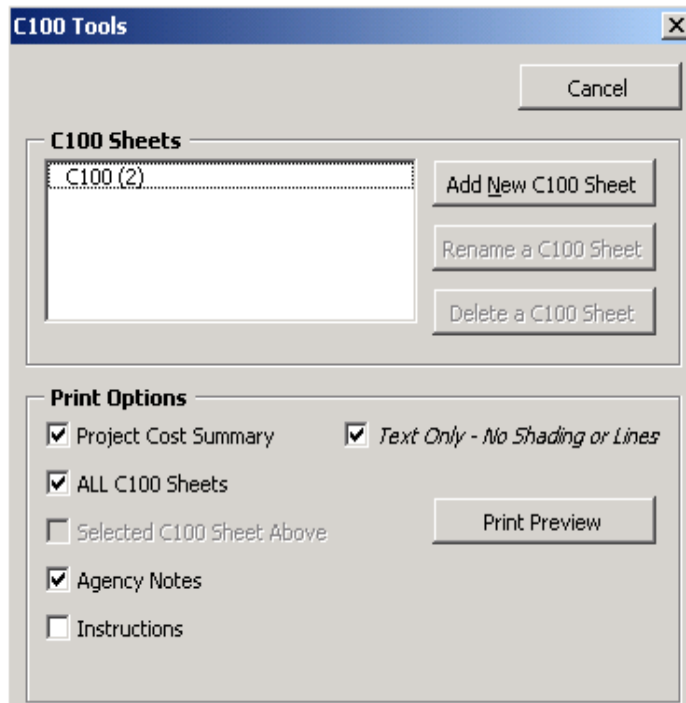 C100 Tools
Cancel
C100 Sheets
C100 (2)
Add New C100 Sheet
Rename a C100 Sheet
Delete a C100 Sheet
Print Options
Project Cost Summary
Text Only - No Shading or Lines
ALL C100 Sheets
Selected C100 Sheet Above
Print Preview
Agency Notes
Instructions